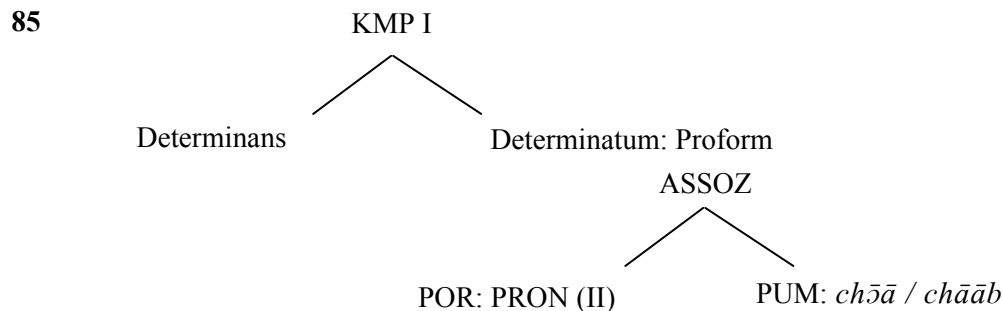 85 KMP I
Determinans Determinatum: Proform
ASSOZ
POR: PRON (II) PUM: chɔ̄ā / chāāb